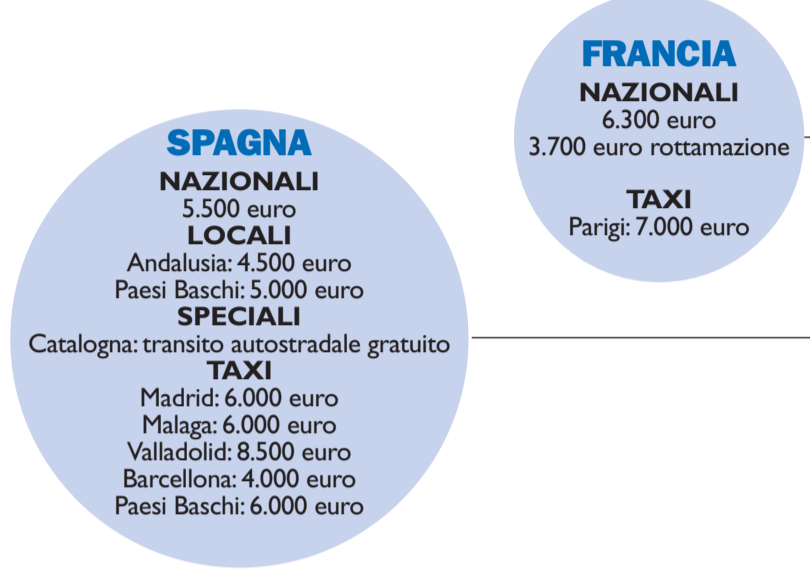 SPAGNA
NAZIONALI
5.500 euro
LOCALI
Andalusia: 4.500 euro
Paesi Baschi: 5.000 euro
SPECIALI
Catalogna: transito autostradale gratuito
TAXI
Madrid: 6.000 euro
Malaga: 6.000 euro
Valladolid: 8.500 euro
Barcellona: 4.000 euro
Paesi Baschi: 6.000 euro
FRANCIA
NAZIONALI
6.300 euro
3.700 euro rottamazione
TAXI
Parigi: 7.000 euro